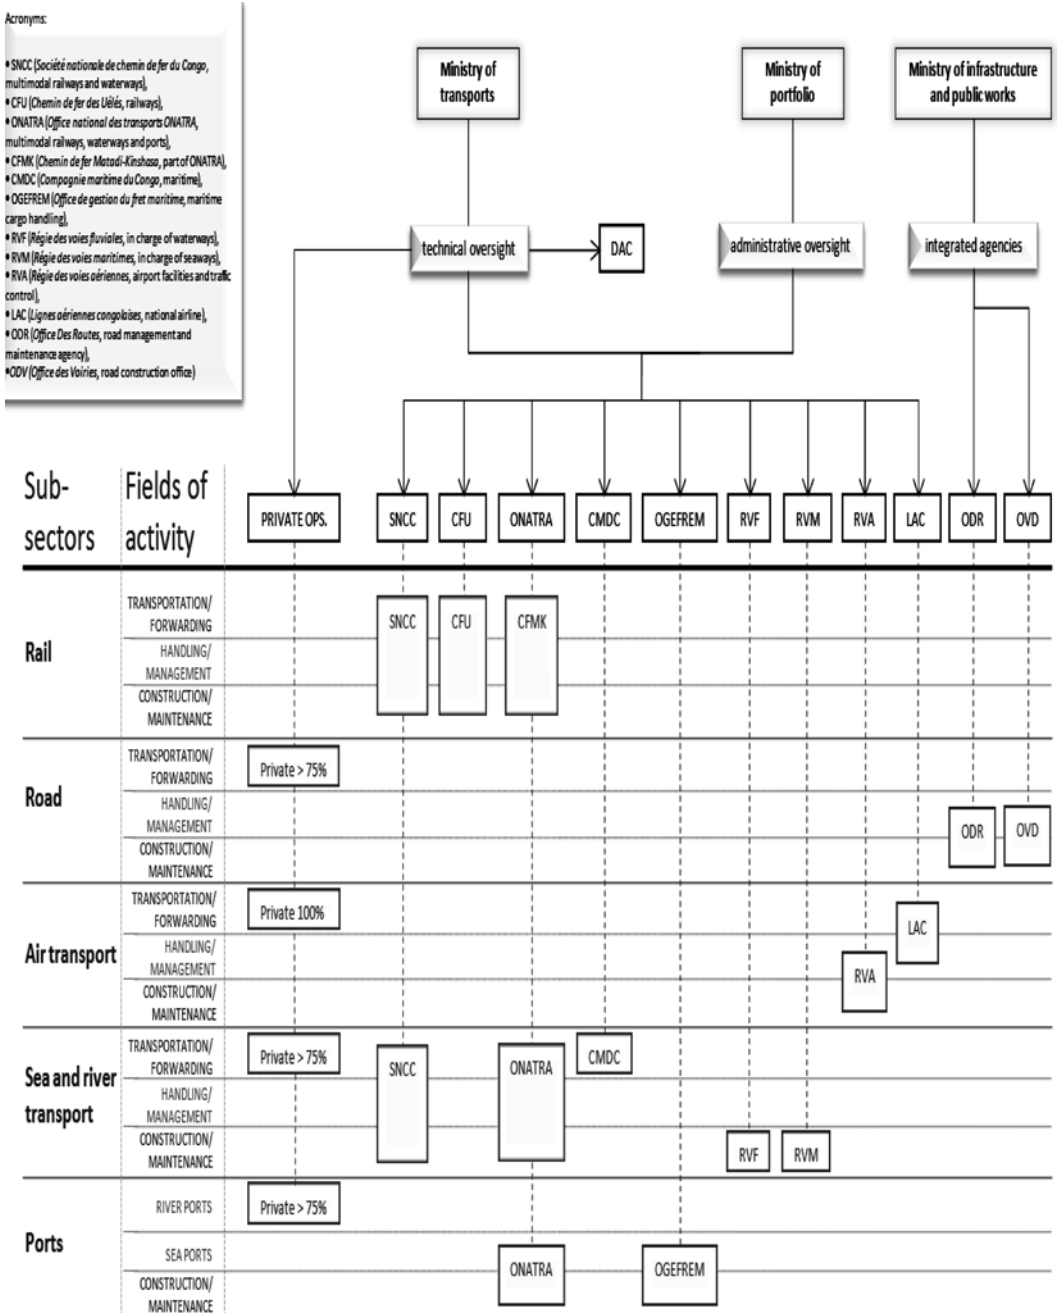 Acronyms:
• SNCC (Société nationale de chemin de fer du Congo,
multimodal railways and waterways),
• CFU (Chemin de fer des Uélés, railways),
• ONATRA (Office national des transports ONATRA,
multimodal railways, waterways and ports),
• CFMK (Chemin de fer Matadi-Kinshasa, part of ONATRA),
• CMDC (Compagnie maritime du Congo, maritime),
• OGEFREM (Office de gestion du fret maritime, maritime
cargo handling),
• RVF (Régie des voies fluviales, in charge of waterways),
• RVM (Régie des voies maritimes, in charge of seaways),
• RVA (Régie des voies aériennes, airport facilities and traffic
control),
• LAC (Lignes aériennes congolaises, national airline),
• ODR (Office Des Routes, road management and
maintenance agency),
•ODV (Office des Voiries, road construction office)
Ministry of
transports
Ministry of
portfolio
Ministry of infrastructure
and public works
technical oversight
DAC
administrative oversight
integrated agencies
Sub-
sectors
Fields of
activity
PRIVATE OPS.
SNCC
CFU
ONATRA
CMDC
OGEFREM
RVF
RVM
RVA
LAC
ODR
OVD
Rail
TRANSPORTATION/
FORWARDING
HANDLING/
MANAGEMENT
CONSTRUCTION/
MAINTENANCE
SNCC
CFU
CFMK
Road
TRANSPORTATION/
FORWARDING
HANDLING/
MANAGEMENT
CONSTRUCTION/
MAINTENANCE
Private > 75%
ODR
OVD
Air transport
TRANSPORTATION/
FORWARDING
HANDLING/
MANAGEMENT
CONSTRUCTION/
MAINTENANCE
Private 100%
LAC
RVA
Sea and river
transport
TRANSPORTATION/
FORWARDING
HANDLING/
MANAGEMENT
CONSTRUCTION/
MAINTENANCE
Private > 75%
SNCC
ONATRA
CMDC
RVF
RVM
Ports
RIVER PORTS
SEA PORTS
CONSTRUCTION/
MAINTENANCE
Private > 75%
ONATRA
OGEFREM